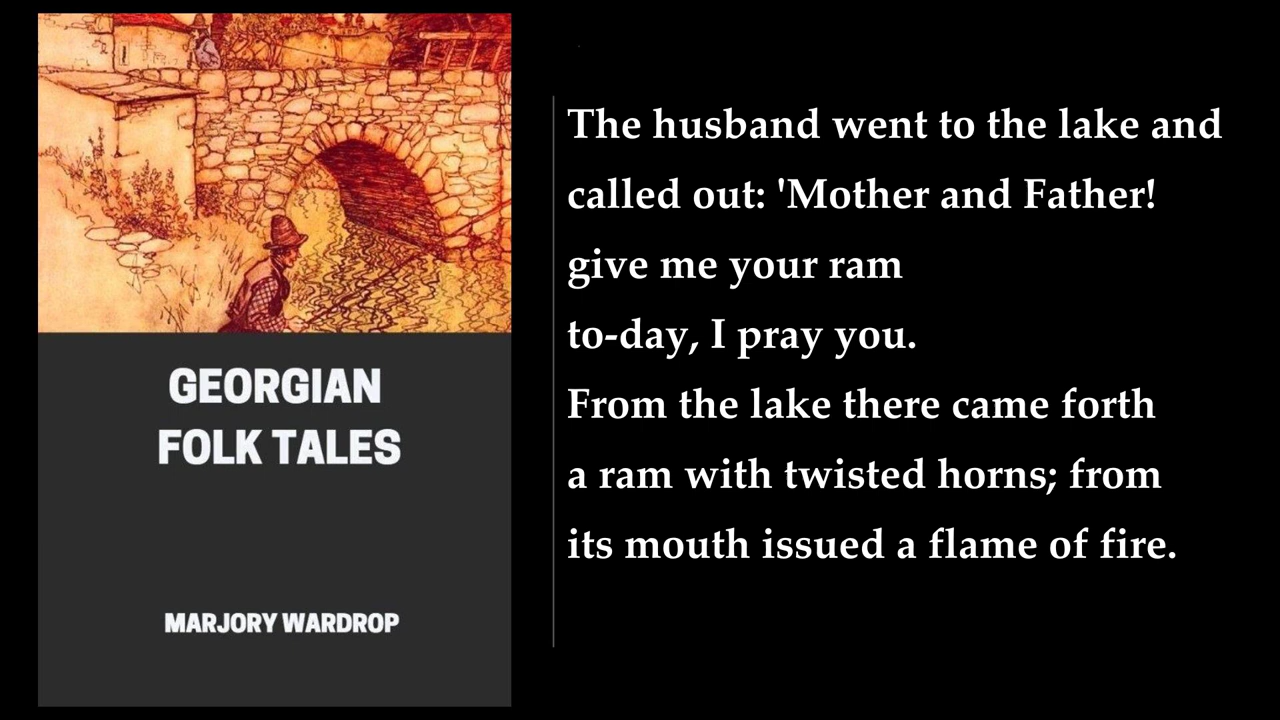 GEORGIAN
FOLK TALES
MARJORY WARDROP
The husband went to the lake and
called out: 'Mother and Father!
give me your ram
to-day, I pray you.
From the lake there came forth
a ram with twisted horns; from
its mouth issued a flame of fire.